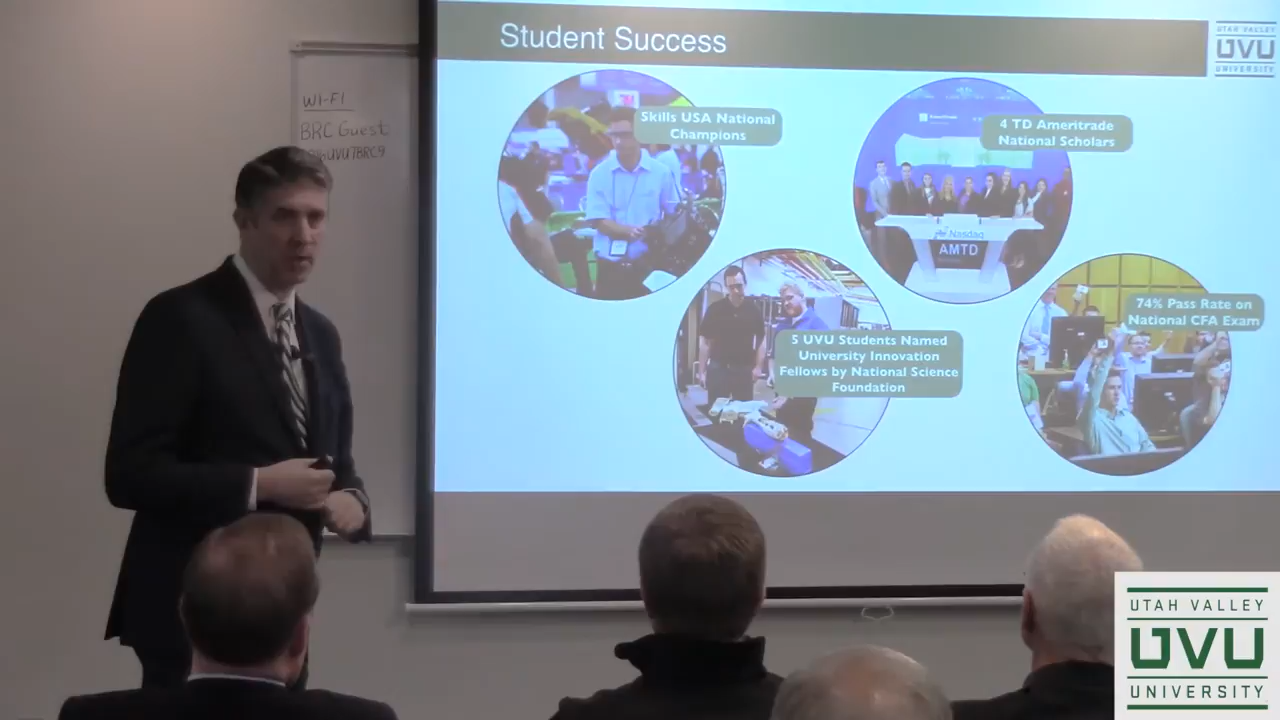 Student Success
UTAH VALLEY
UVU
UNIVERSITY
WI-FI
BRC Guest
Skills USA National
Champions
4 TD Ameritrade
National Scholars
Nasdaq
AMTD
5 UVU Students Named
University Innovation
Fellows by National Science
Foundation
74% Pass Rate on
National CFA Exam
UTAH VALLEY
UVU
UNIVERSITY